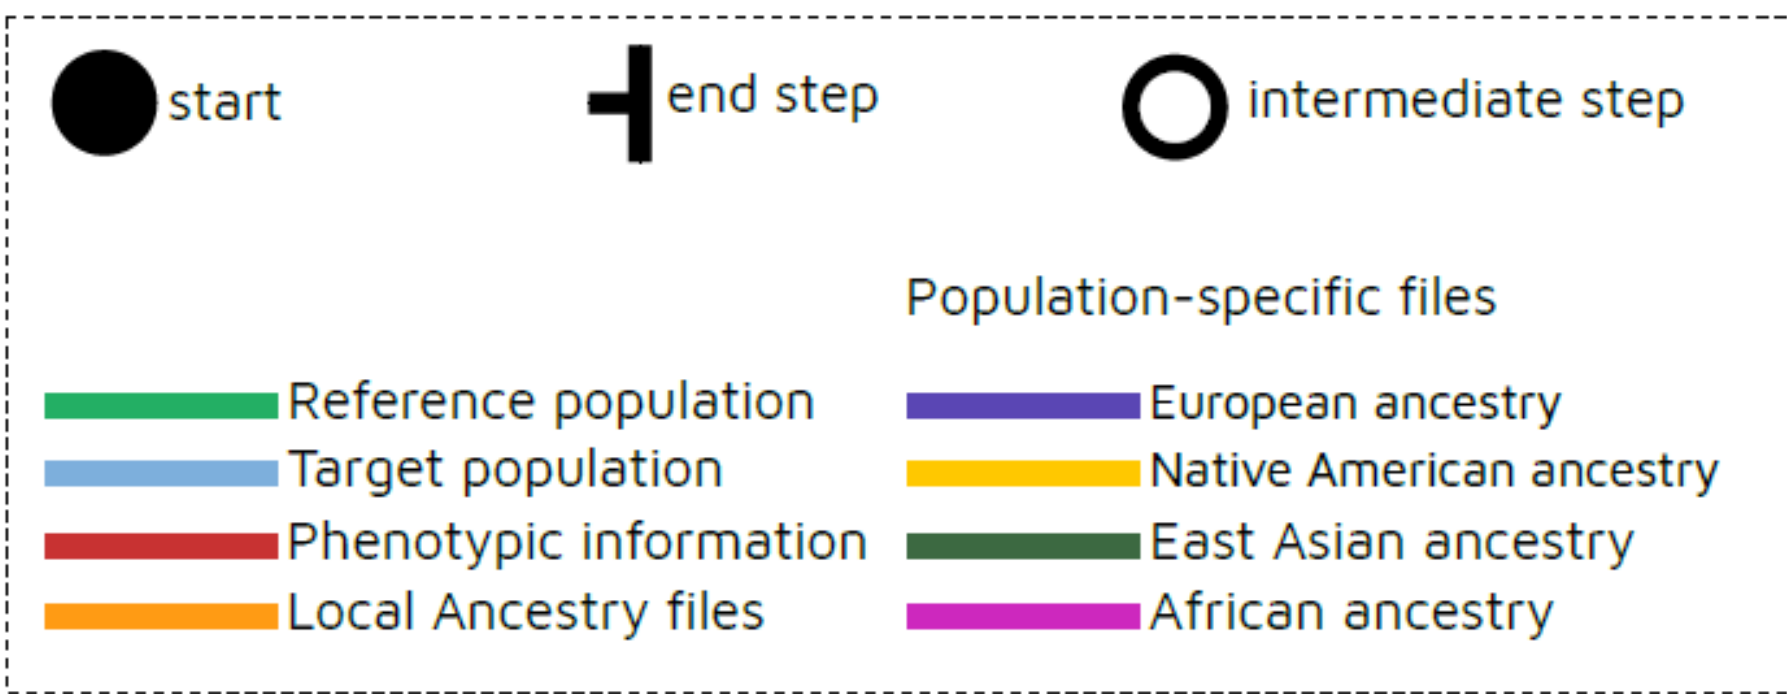 start
end step
intermediate step
Population-specific files
Reference population
European ancestry
Target population
Native American ancestry
Phenotypic information
East Asian ancestry
Local Ancestry files
African ancestry